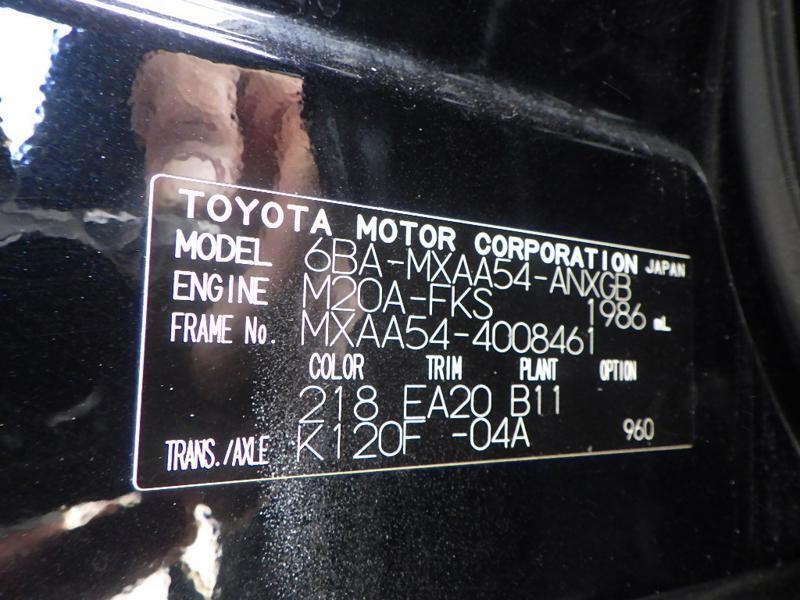 TOYOTA MOTOR CORPORATION JAPAN
MODEL 6BA-MXAA54-ANXGB
ENGINE M20A-FKS 1986 mL
FRAME No. MXAA54-4008461
COLOR TRIM PLANT OPTION
218 EA20 B11
TRANS./AXLE K120F -04A 960